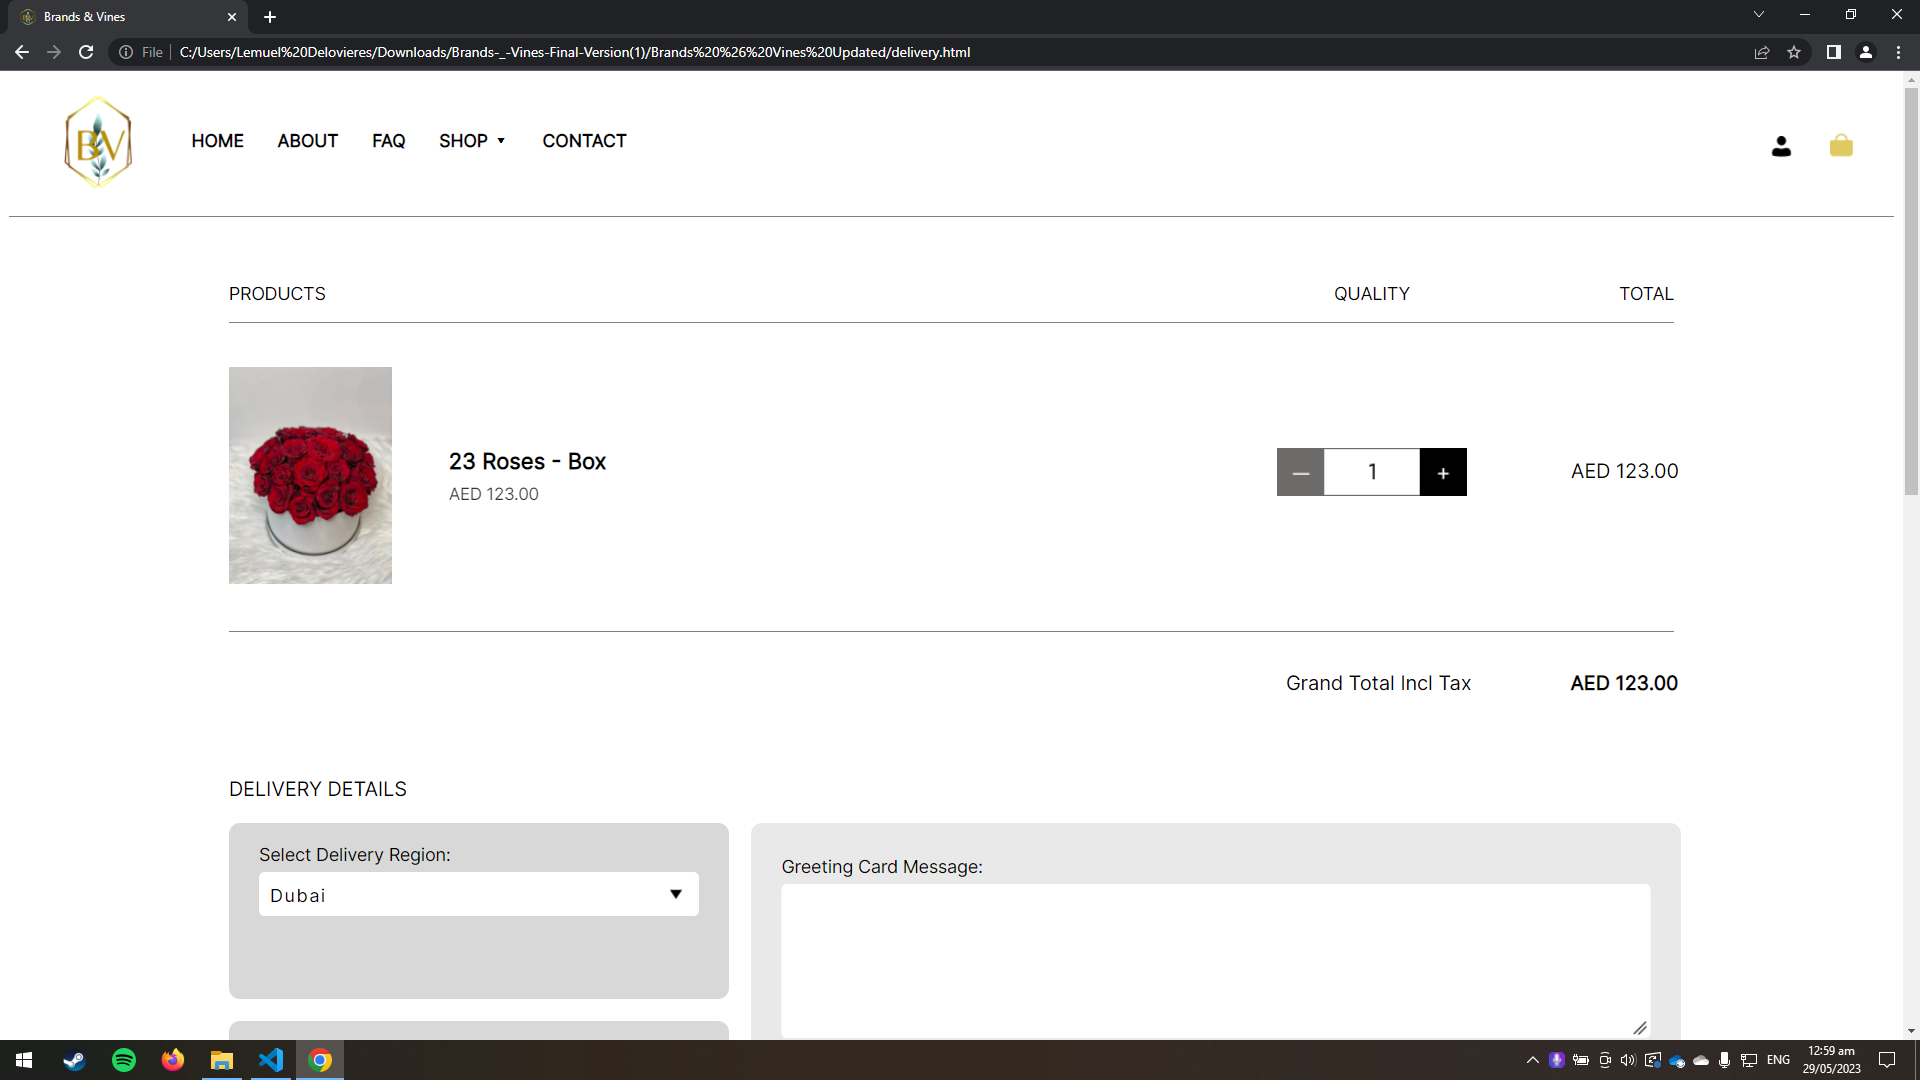 Brands & Vines
File
C:/Users/Lemuel%20Delovieres/Downloads/Brands-_-Vines-Final-Version(1)/Brands%20%26%20Vines%20Updated/delivery.html
BV
HOME ABOUT FAQ SHOP CONTACT
PRODUCTS QUALITY TOTAL
23 Roses - Box
AED 123.00
— 1 +
AED 123.00
Grand Total Incl Tax AED 123.00
DELIVERY DETAILS
Select Delivery Region:
Dubai
Greeting Card Message:
ENG
12:59 am
29/05/2023